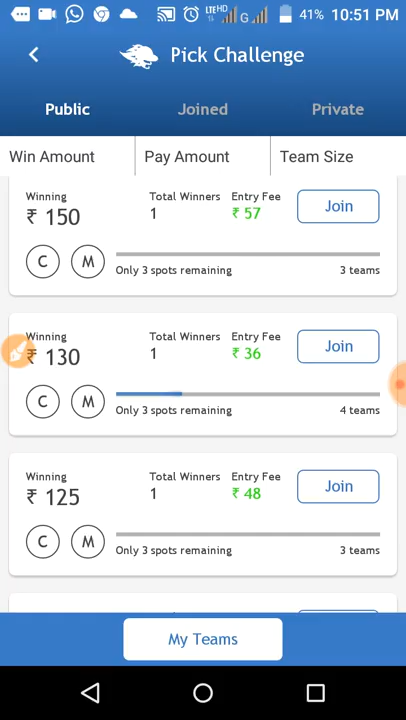 LTE HD G 41% 10:51 PM
Pick Challenge
Public Joined Private
Win Amount Pay Amount Team Size
Winning Total Winners Entry Fee
₹ 150 1 ₹ 57 Join
C M Only 3 spots remaining 3 teams
Winning Total Winners Entry Fee
₹ 130 1 ₹ 36 Join
C M Only 3 spots remaining 4 teams
Winning Total Winners Entry Fee
₹ 125 1 ₹ 48 Join
C M Only 3 spots remaining 3 teams
My Teams